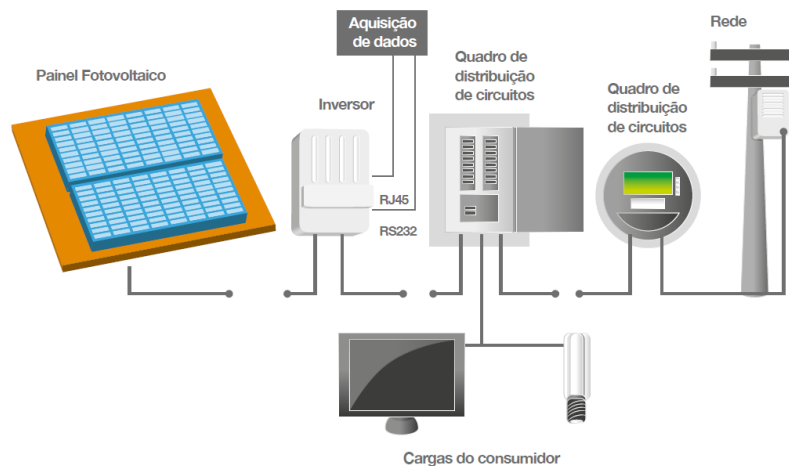 Aquisição
de dados
Rede
Painel Fotovoltaico
Quadro de
distribuição
de circuitos
Inversor
Quadro de
distribuição
de circuitos
RJ45
RS232
Cargas do consumidor